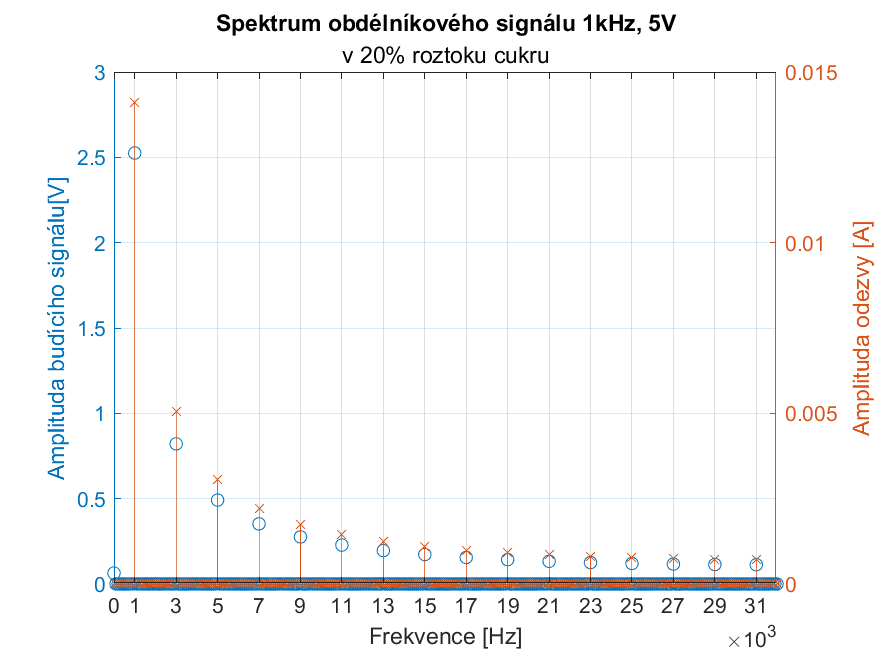 Spektrum obdélníkového signálu 1kHz, 5V
v 20% roztoku cukru
3
2.5
2
1.5
1
0.5
0
Amplituda budícího signálu[V]
0.015
0.01
0.005
0
Amplituda odezvy [A]
0 1 3 5 7 9 11 13 15 17 19 21 23 25 27 29 31
Frekvence [Hz]
×10³